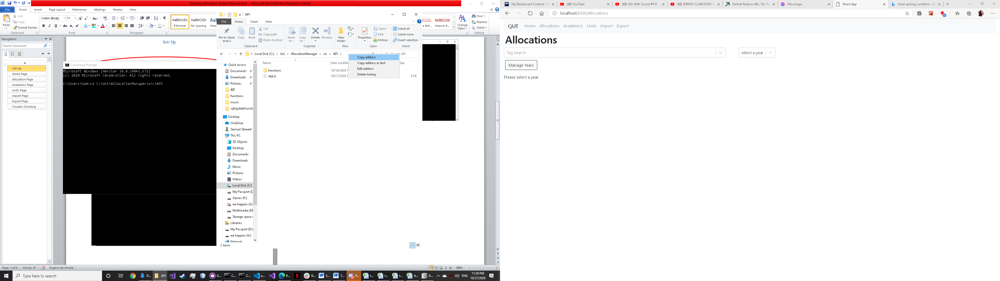 Teaching-Allocation-System Manual.docx - Microsoft Word (Product Activation Failed)
File Home Insert Page Layout References Mailings Review View
Paste
Cut
Copy
Format Painter
Clipboard
Calibri (Body) 11
Font
Paragraph
AaBbCcDc AaBbCcDc
¶ Normal No Spacing
Intense R...
Change Styles
Find
Replace
Select
Editing
Navigation
Search Document
Set-Up
Home Page
Allocation Page
Academics Page
Units Page
Import Page
Export Page
Trouble Shooting
Set-Up
Command Prompt
Microsoft Windows [Version 10.0.19041.572]
(c) 2020 Microsoft Corporation. All rights reserved.
C:\Users\Sam>cd C:\Uni\AllocationManager\src\API
API
File Home Share View
Pin to Quick access
Copy
Paste
Cut
Copy path
Paste shortcut
Clipboard
Move to
Copy to
Delete
Rename
Organize
New folder
New
Properties
Open
Edit
History
Open
Select all
Select none
Invert selection
Select
« Local Disk (C:) › Uni › AllocationManager › src › API ›
Name
Size
functions
10/16/2020 7
app.js
10/27/2020 1
9 KB
Copy address
Copy address as text
Edit address
Delete history
Quick access
Documents
Downloads
Pictures
401
functions
music
sqlUpdateFuncti
Desktop
OneDrive
Samuel Stewart
This PC
3D Objects
Desktop
Documents
Downloads
Music
Pictures
Videos
Local Disk (C:)
My Passport (D
Games (F:)
wa happen (G:)
Multimedia (M
Storage space
Libraries
My Passport (D:)
wa happen (G:)
Network
2 items
Page: 3 of 8 Words: 91 English (Australia)
100%
Type here to search
API
ENG
11:29 PM
10/27/2020
My Blackboard Content – B
(60) YouTube
(60) Gifs With Sound #133 -
(60) JEREMY CLARKSON'S
Default Realism 64x, 32x Te
Messenger
React App
head spining condition - B
localhost:3000/Allocations
QUT Home Allocations Academics Units Import Export
Allocations
Tag Search
select a year
Manage Years
Please select a year.